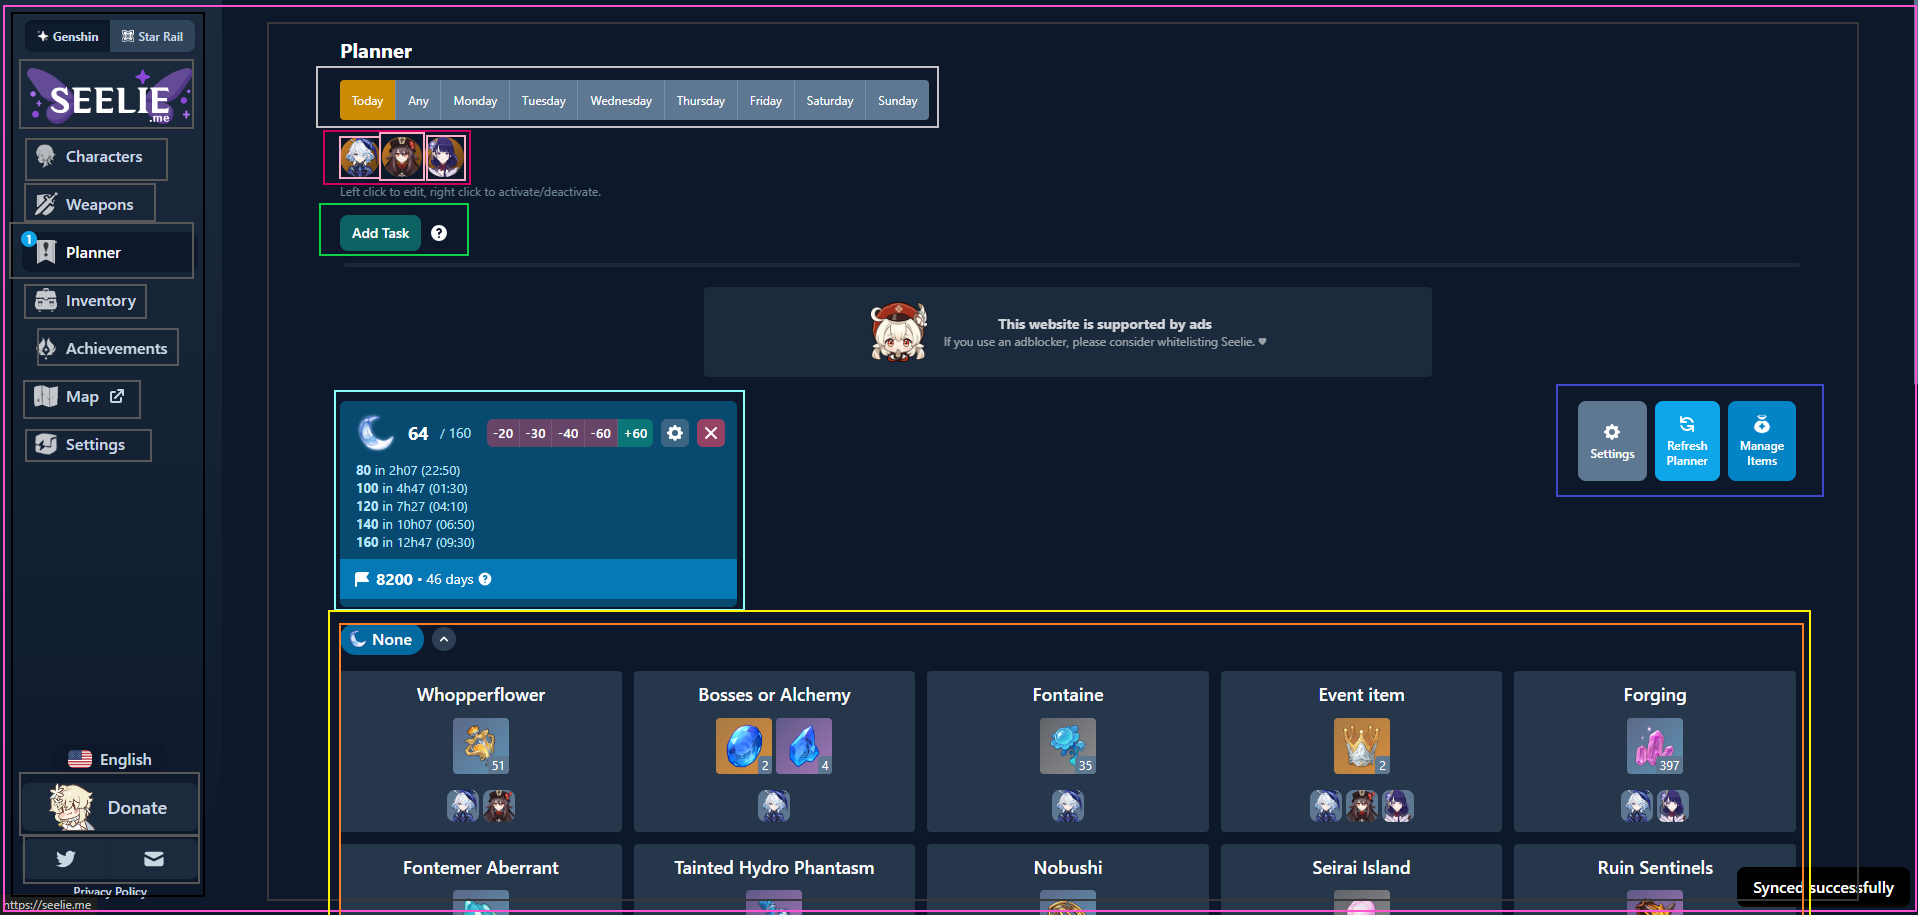 Genshin
Star Rail
SEELIE
.me
Characters
Weapons
1
Planner
Inventory
Achievements
Map
Settings
English
Donate
Privacy Policy
https://seelie.me
Planner
Today Any Monday Tuesday Wednesday Thursday Friday Saturday Sunday
Left click to edit, right click to activate/deactivate.
Add Task ?
This website is supported by ads
If you use an adblocker, please consider whitelisting Seelie. ♥
64 / 160 -20 -30 -40 -60 +60
80 in 2h07 (22:50)
100 in 4h47 (01:30)
120 in 7h27 (04:10)
140 in 10h07 (06:50)
160 in 12h47 (09:30)
8200 • 46 days ?
Settings
Refresh
Planner
Manage
Items
None
Whopperflower
51
Bosses or Alchemy
2 4
Fontaine
35
Event item
2
Forging
397
Fontemer Aberrant
Tainted Hydro Phantasm
Nobushi
Seirai Island
Ruin Sentinels
Synced successfully